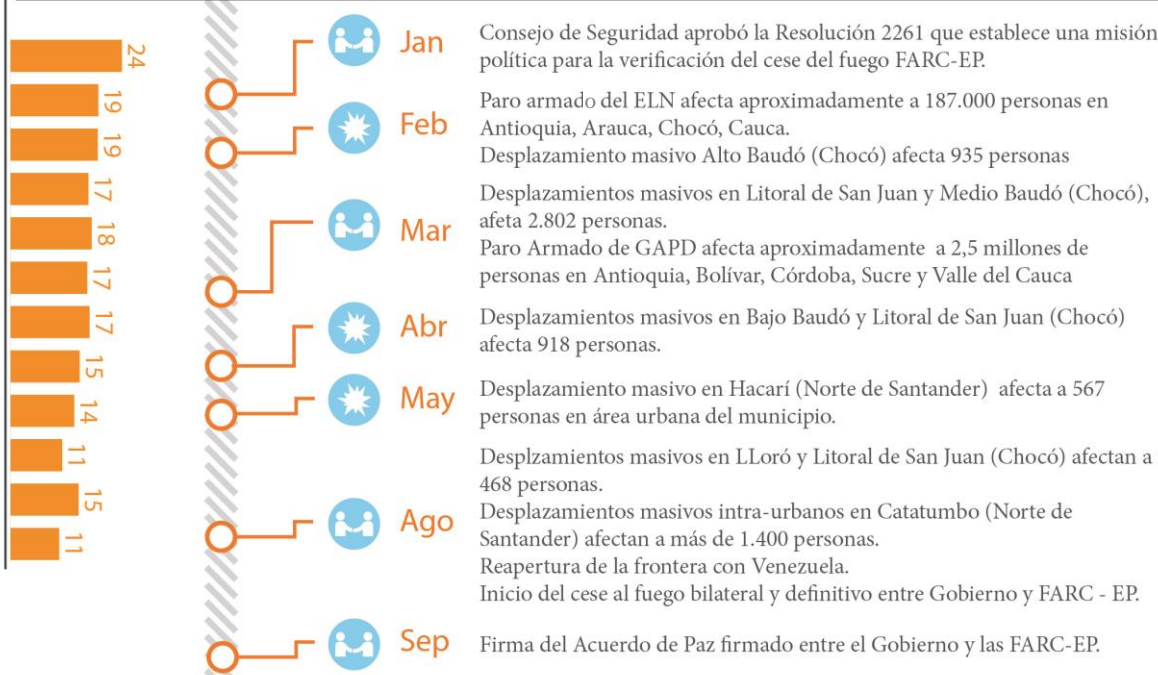 24
19
19
17
18
17
17
15
14
11
15
11
Jan
Consejo de Seguridad aprobó la Resolución 2261 que establece una misión
política para la verificación del cese del fuego FARC-EP.
Feb
Paro armado del ELN afecta aproximadamente a 187.000 personas en
Antioquia, Arauca, Chocó, Cauca.
Desplazamiento masivo Alto Baudó (Chocó) afecta 935 personas
Mar
Desplazamientos masivos en Litoral de San Juan y Medio Baudó (Chocó),
afeta 2.802 personas.
Paro Armado de GAPD afecta aproximadamente a 2,5 millones de
personas en Antioquia, Bolívar, Córdoba, Sucre y Valle del Cauca
Abr
Desplazamientos masivos en Bajo Baudó y Litoral de San Juan (Chocó)
afecta 918 personas.
May
Desplazamiento masivo en Hacarí (Norte de Santander) afecta a 567
personas en área urbana del municipio.
Ago
Desplzamientos masivos en LLoró y Litoral de San Juan (Chocó) afectan a
468 personas.
Desplazamientos masivos intra-urbanos en Catatumbo (Norte de
Santander) afectan a más de 1.400 personas.
Reapertura de la frontera con Venezuela.
Inicio del cese al fuego bilateral y definitivo entre Gobierno y FARC - EP.
Sep
Firma del Acuerdo de Paz firmado entre el Gobierno y las FARC-EP.